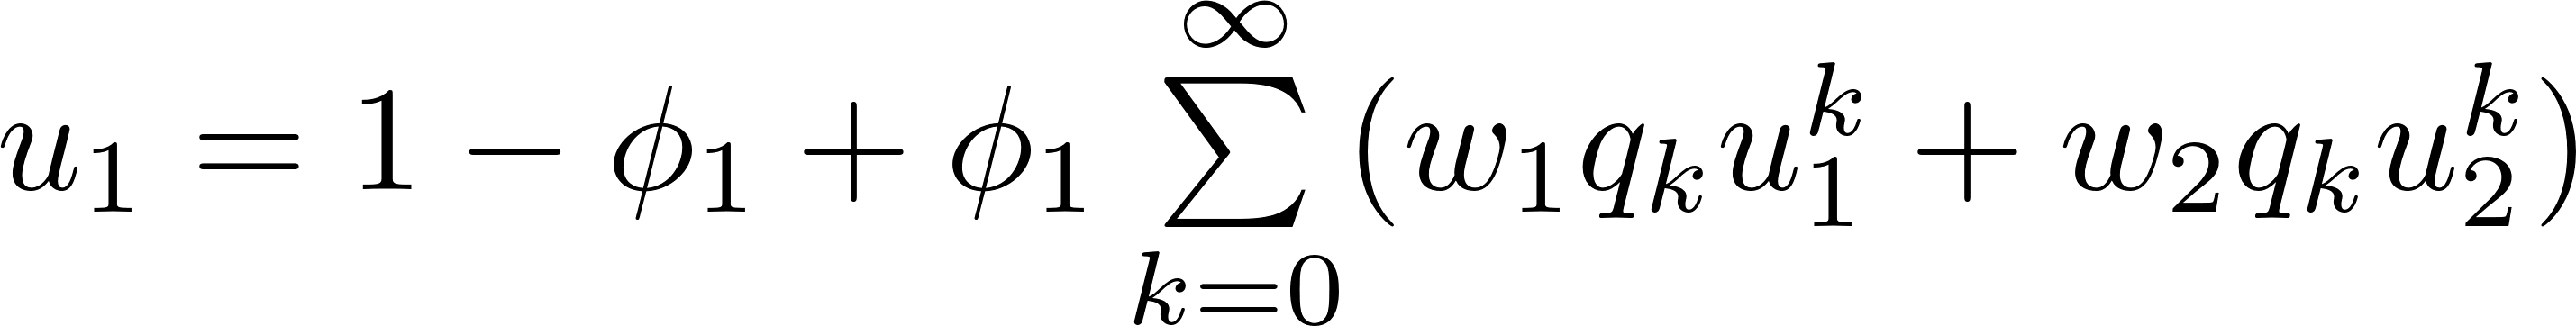 u_1 = 1 - \phi_1 + \phi_1 \sum_{k=0}^{\infty} (w_1 q_k u_1^k + w_2 q_k u_2^k)